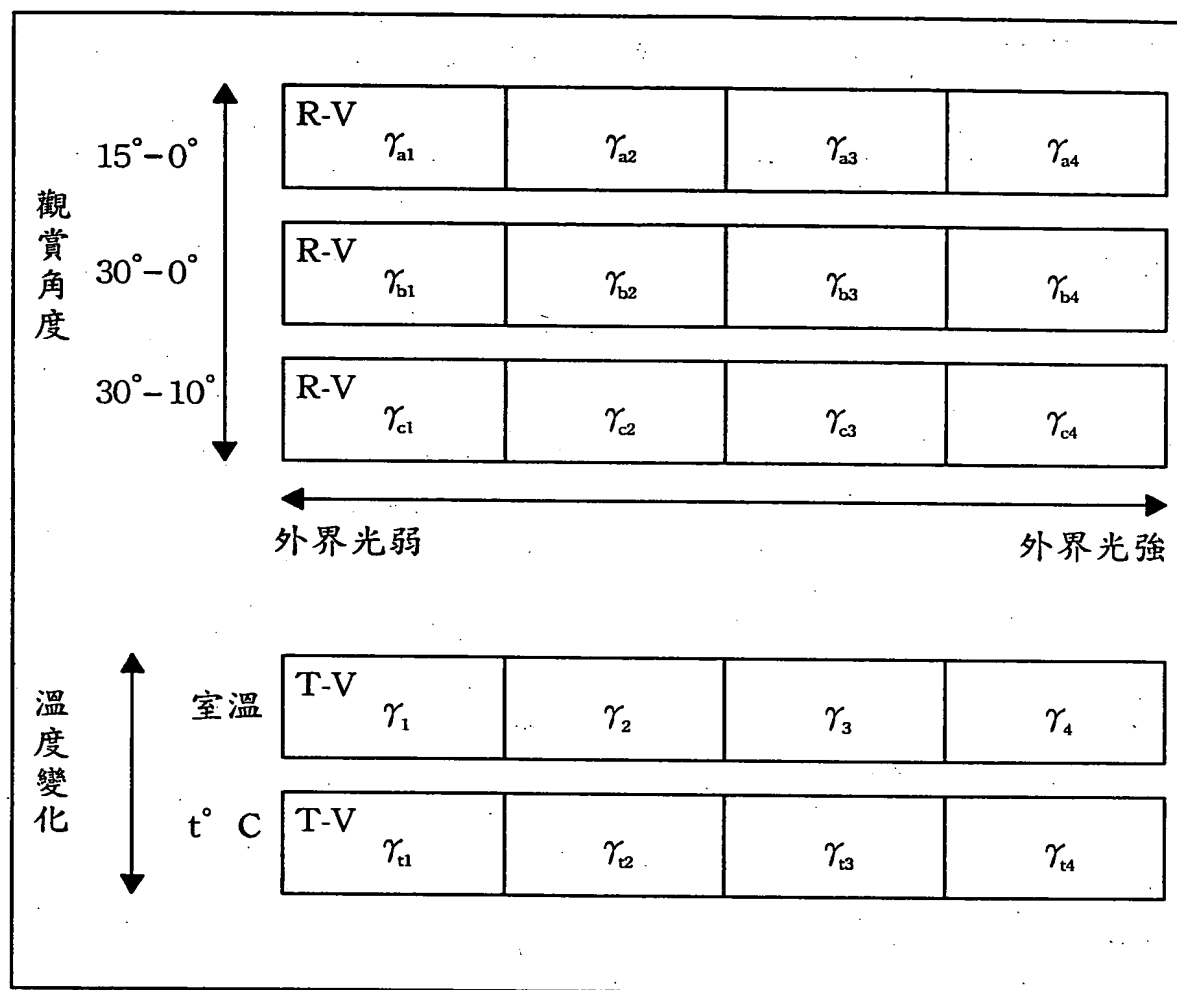 觀賞角度
15°-0°
R-V
γa1 γa2 γa3 γa4
30°-0°
R-V
γb1 γb2 γb3 γb4
30°-10°
R-V
γc1 γc2 γc3 γc4
外界光弱 外界光強
溫度變化
室溫
T-V
γ1 γ2 γ3 γ4
t° C
T-V
γt1 γt2 γt3 γt4